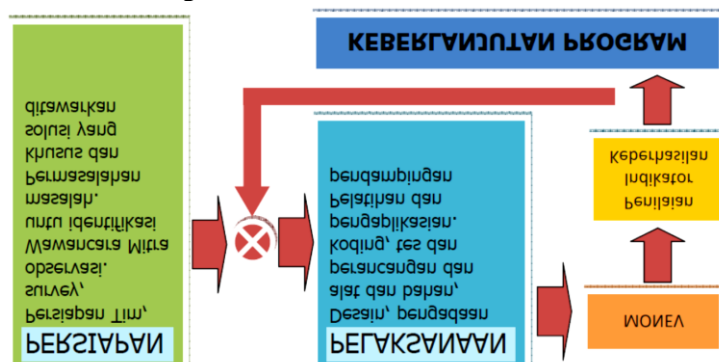 PERSIAPAN
Persiapan Tim,
survey,
observasi.
Wawancara Mitra
untu identifikasi
masalah.
Permasalahan
khusus dan
solusi yang
ditawarkan
PELAKSANAAN
Desain, pengadaan
alat dan bahan,
perancangan dan
koding, tes dan
pengaplikasian.
Pelatihan dan
pendampingan
MONEV
Penilaian
Indikator
Keberhasilan
KEBERLANJUTAN PROGRAM